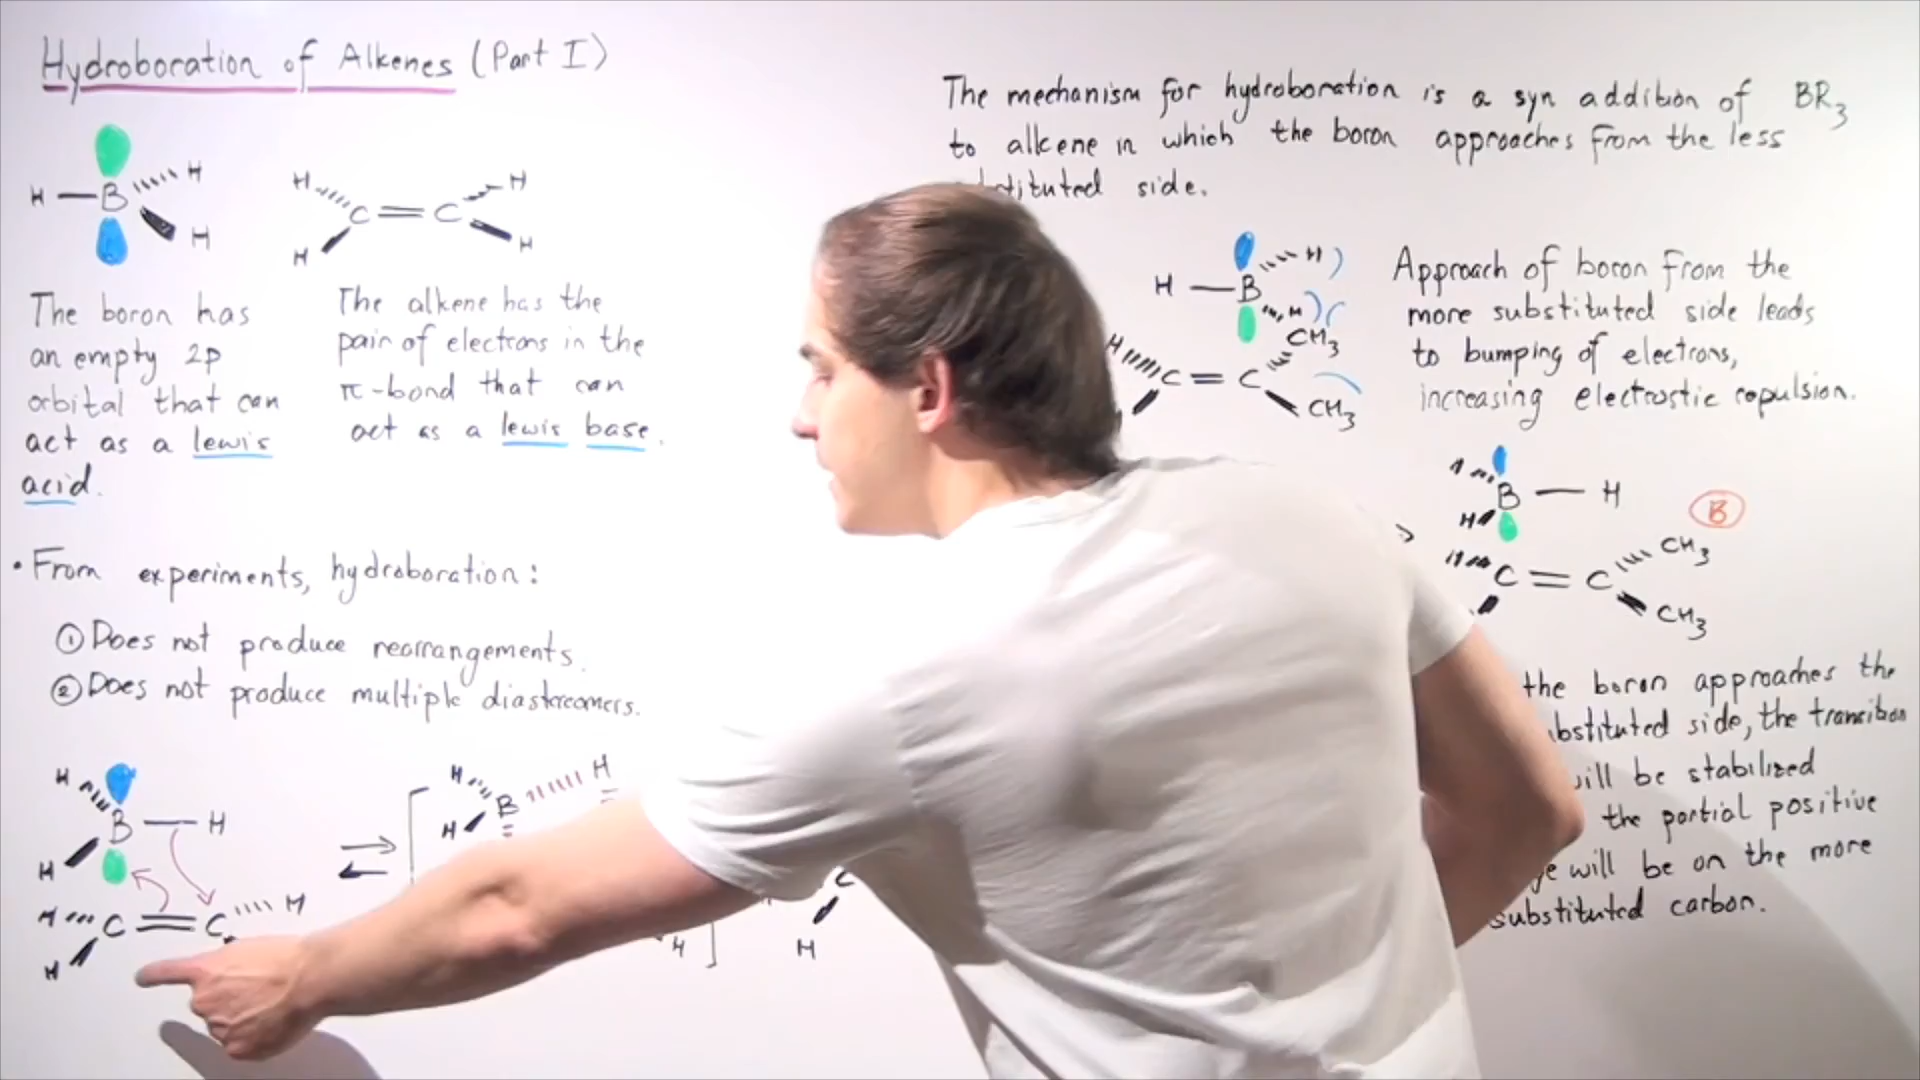 Hydroboration of Alkenes (Part I)
H B H
H
H C C H
H H
The boron has
an empty 2p
orbital that can
act as a lewis
acid.
The alkene has the
pair of electrons in the
π-bond that can
act as a lewis base.
• From experiments, hydroboration:
① Does not produce rearrangements.
② Does not produce multiple diastereomers.
H
B H
H
H C C H
H
H H
B
H
H
C
H
The mechanism for hydroboration is a syn addition of BR3
to alkene in which the boron approaches from the less
side.
H B H
H
CH3
H C C
CH3
Approach of boron from the
more substituted side leads
to bumping of electrons,
increasing electrostic repulsion.
B H
H
B
H C C CH3
CH3
the boron approaches the
side, the transition
will be stabilized
the partial positive
will be on the more
substituted carbon.